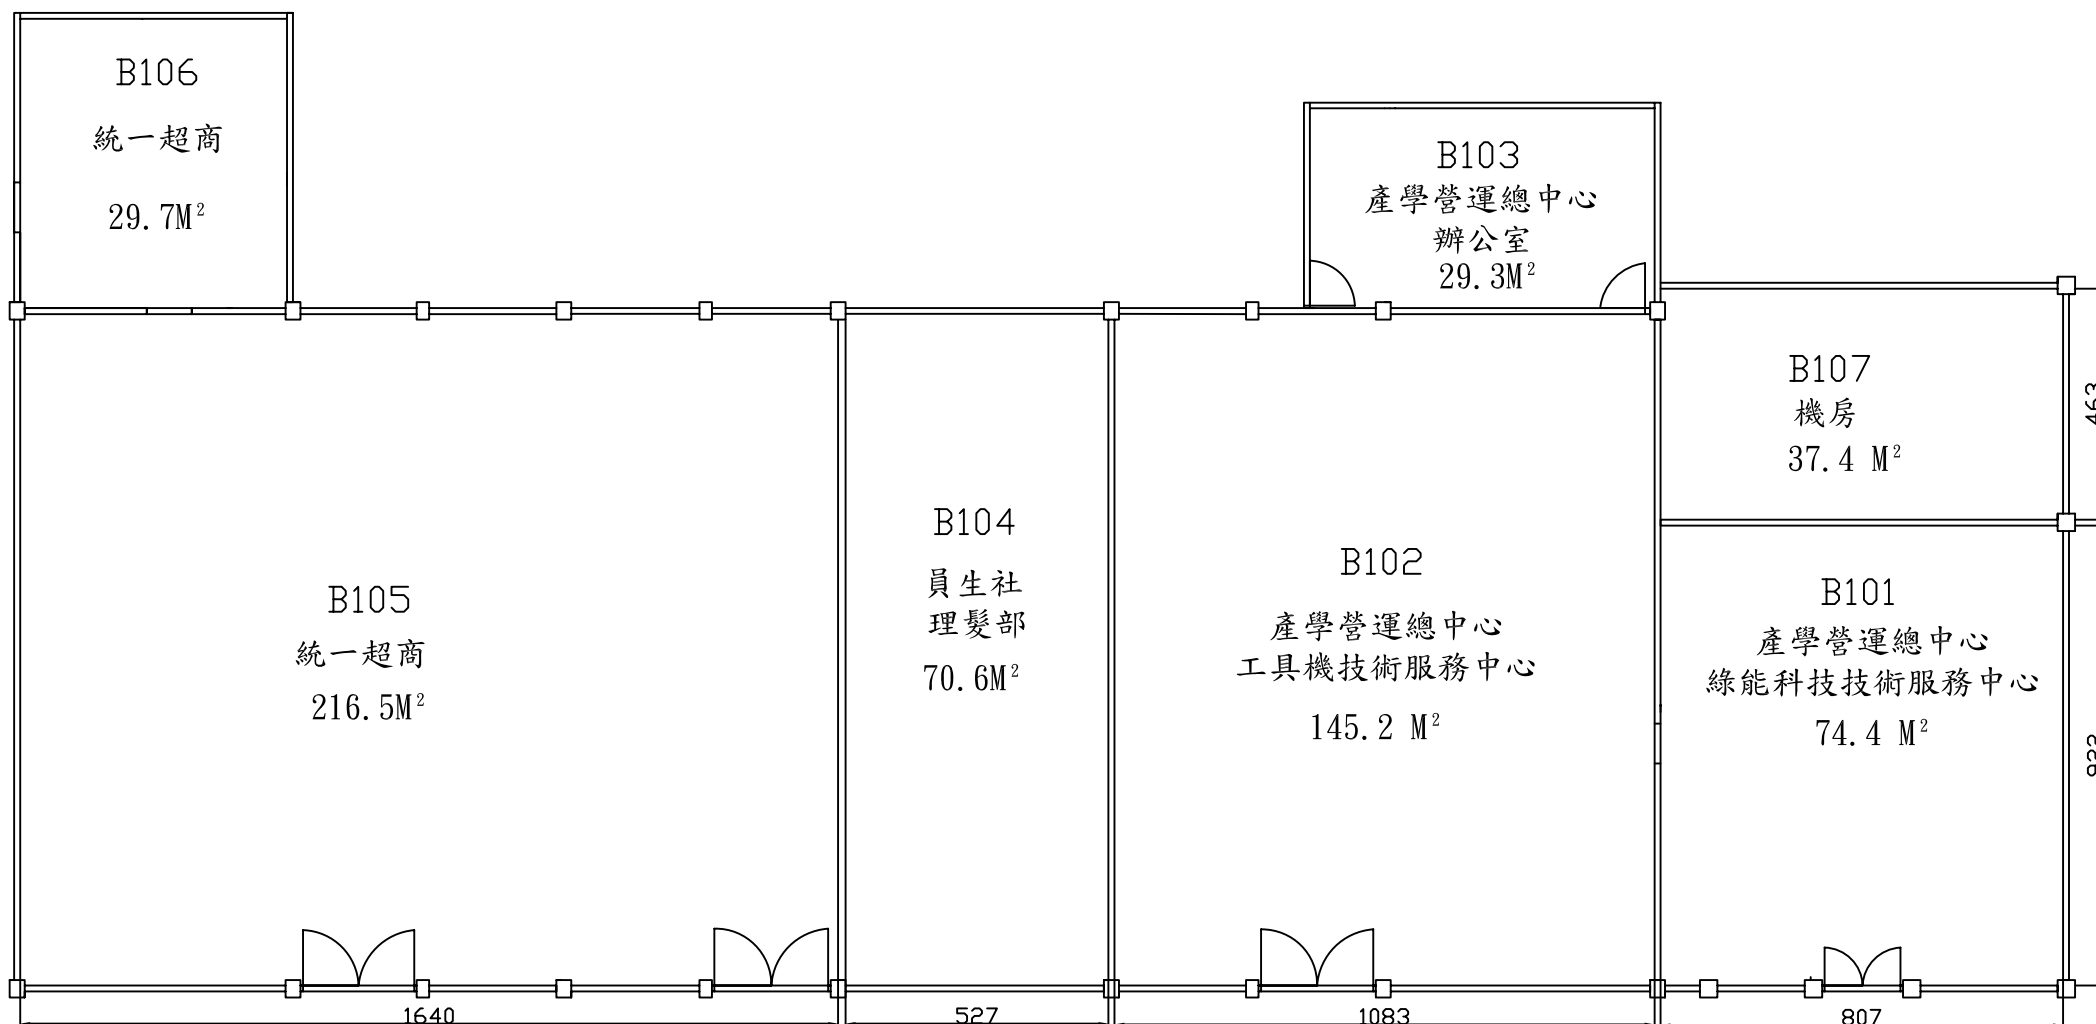 B106
統一超商
29.7M²
B103
產學營運總中心
辦公室
29.3M²
B107
機房
37.4 M²
463
B104
員生社
理髮部
70.6M²
B102
產學營運總中心
工具機技術服務中心
145.2 M²
B101
產學營運總中心
綠能科技技術服務中心
74.4 M²
B105
統一超商
216.5M²
1640
527
1083
807